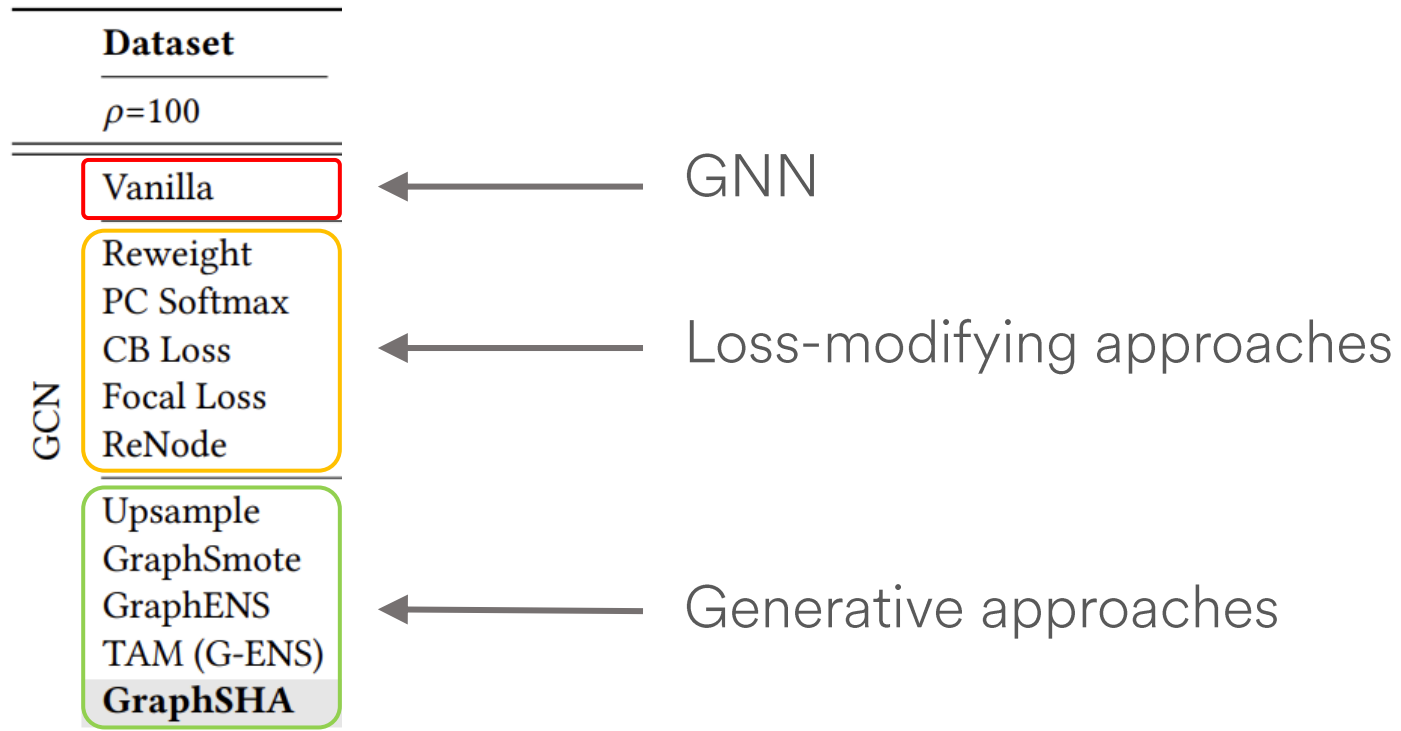 Dataset
ρ=100
Vanilla
GNN
Reweight
PC Softmax
CB Loss
Focal Loss
ReNode
Loss-modifying approaches
GCN
Upsample
GraphSmote
GraphENS
TAM (G-ENS)
GraphSHA
Generative approaches